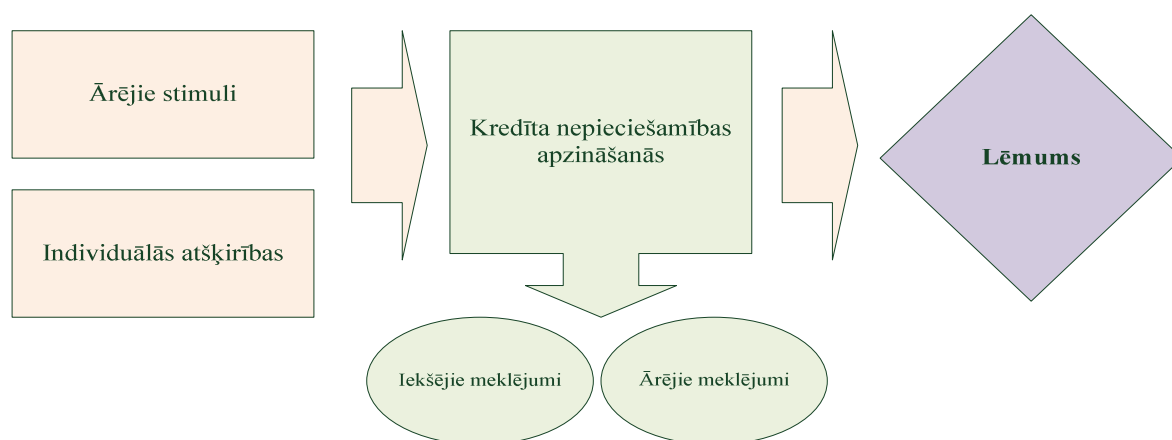 Ārējie stimuli
Individuālās atšķirības
Kredīta nepieciešamības
apzināšanās
Lēmums
Iekšējie meklējumi
Ārējie meklējumi